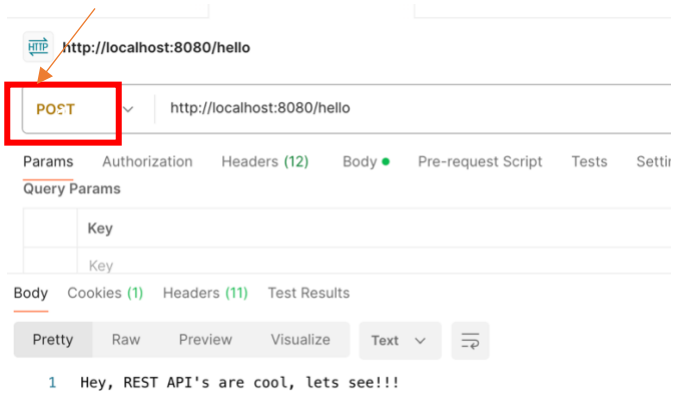 HTTP http://localhost:8080/hello
POST http://localhost:8080/hello
Params Authorization Headers (12) Body Pre-request Script Tests Settin
Query Params
Key
Key
Body Cookies (1) Headers (11) Test Results
Pretty Raw Preview Visualize Text
1 Hey, REST API's are cool, lets see!!!